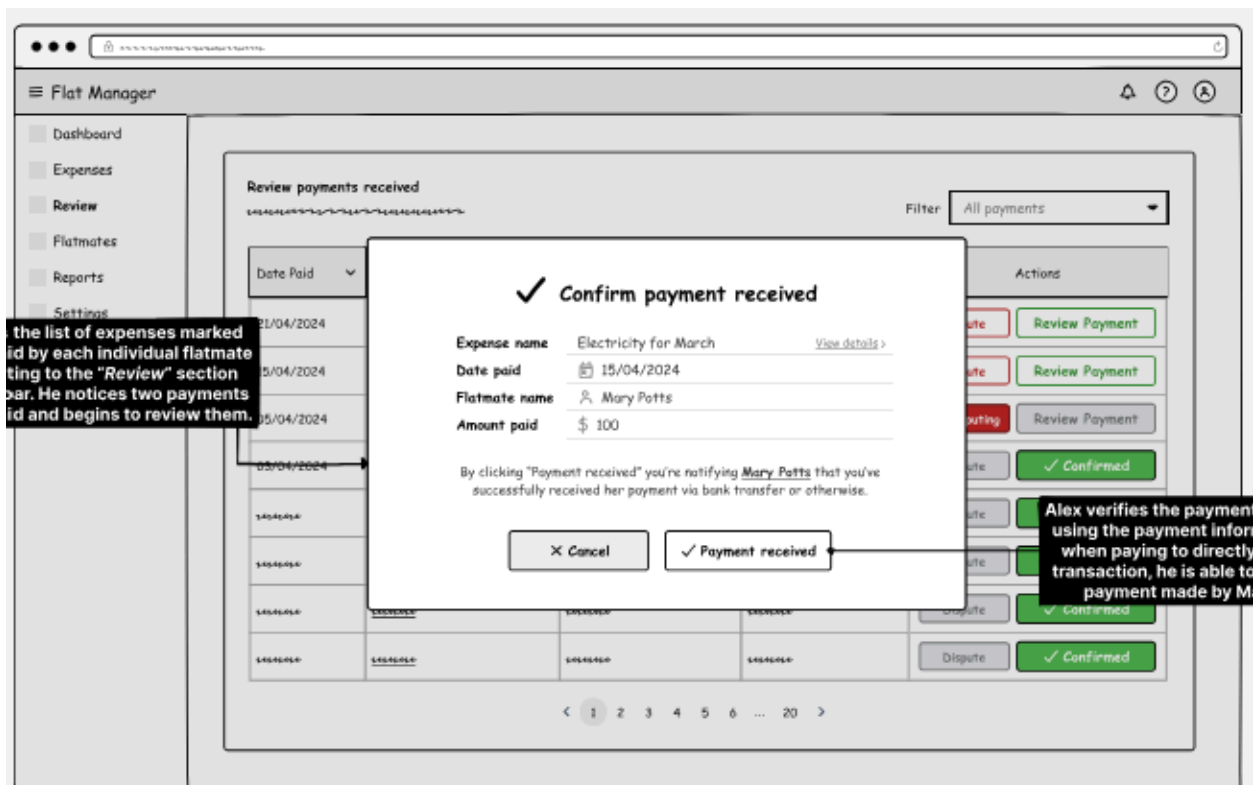 Flat Manager
Dashboard
Expenses
Review
Flatmates
Reports
Settings
the list of expenses marked
id by each individual flatmate
ting to the "Review" section
bar. He notices two payments
id and begins to review them.
Review payments received
Filter All payments
Date Paid Actions
21/04/2024 Review Payment
15/04/2024 Review Payment
05/04/2024 Review Payment
03/04/2024 Confirmed
Confirm payment received
Expense name Electricity for March View details >
Date paid 15/04/2024
Flatmate name Mary Potts
Amount paid $ 100
By clicking "Payment received" you're notifying Mary Potts that you've
successfully received her payment via bank transfer or otherwise.
Cancel Payment received
Alex verifies the payment
using the payment infor
when paying to directly
transaction, he is able to
payment made by Ma
Dispute Confirmed
Dispute Confirmed
< 1 2 3 4 5 6 ... 20 >